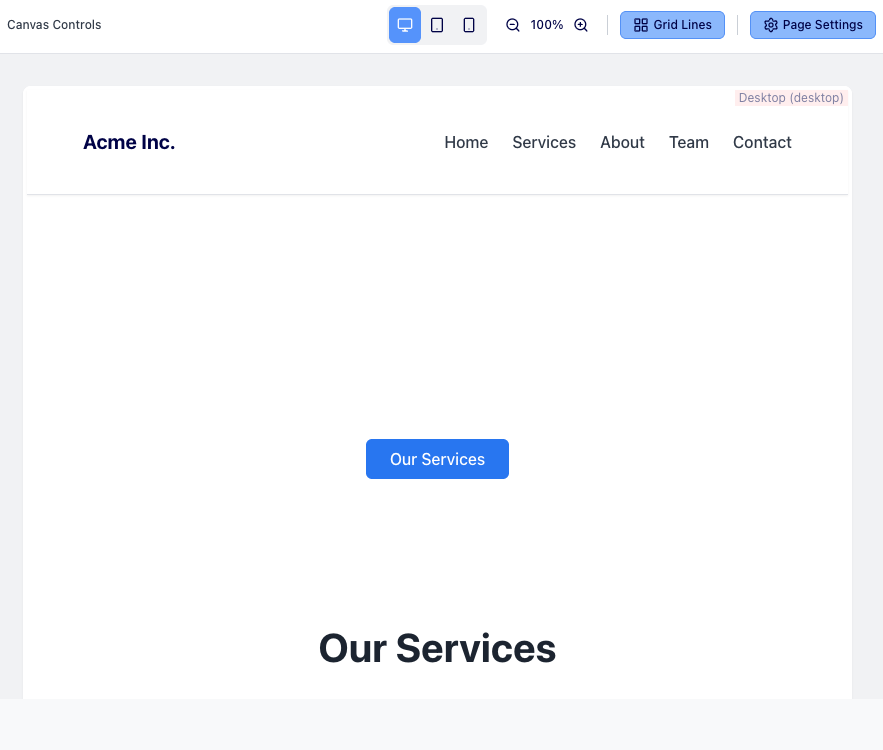 Canvas Controls
100%
Grid Lines
Page Settings
Desktop (desktop)
Acme Inc.
Home Services About Team Contact
Our Services
Our Services